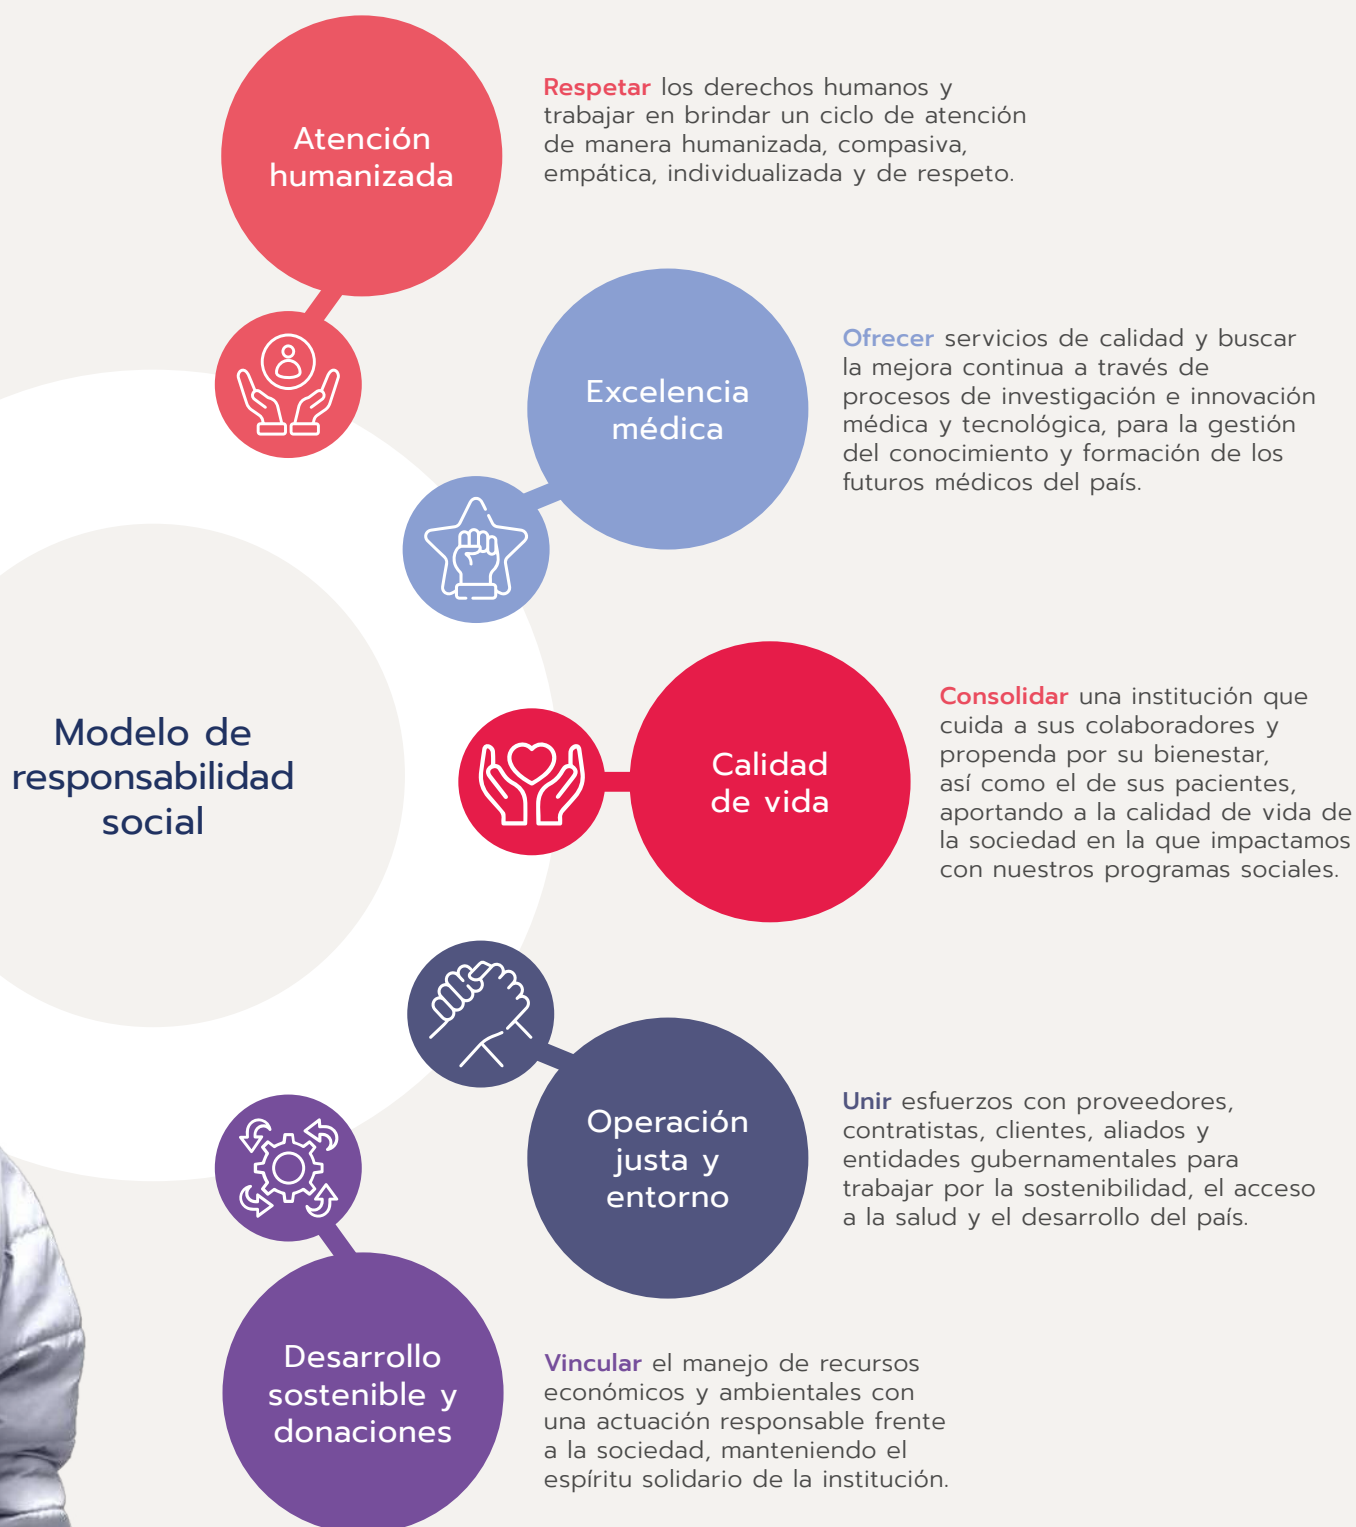 Atención
humanizada
Respetar los derechos humanos y
trabajar en brindar un ciclo de atención
de manera humanizada, compasiva,
empática, individualizada y de respeto.
Excelencia
médica
Ofrecer servicios de calidad y buscar
la mejora continua a través de
procesos de investigación e innovación
médica y tecnológica, para la gestión
del conocimiento y formación de los
futuros médicos del país.
Modelo de
responsabilidad
social
Calidad
de vida
Consolidar una institución que
cuida a sus colaboradores y
propenda por su bienestar,
así como el de sus pacientes,
aportando a la calidad de vida de
la sociedad en la que impactamos
con nuestros programas sociales.
Operación
justa y
entorno
Unir esfuerzos con proveedores,
contratistas, clientes, aliados y
entidades gubernamentales para
trabajar por la sostenibilidad, el acceso
a la salud y el desarrollo del país.
Desarrollo
sostenible y
donaciones
Vincular el manejo de recursos
económicos y ambientales con
una actuación responsable frente
a la sociedad, manteniendo el
espíritu solidario de la institución.